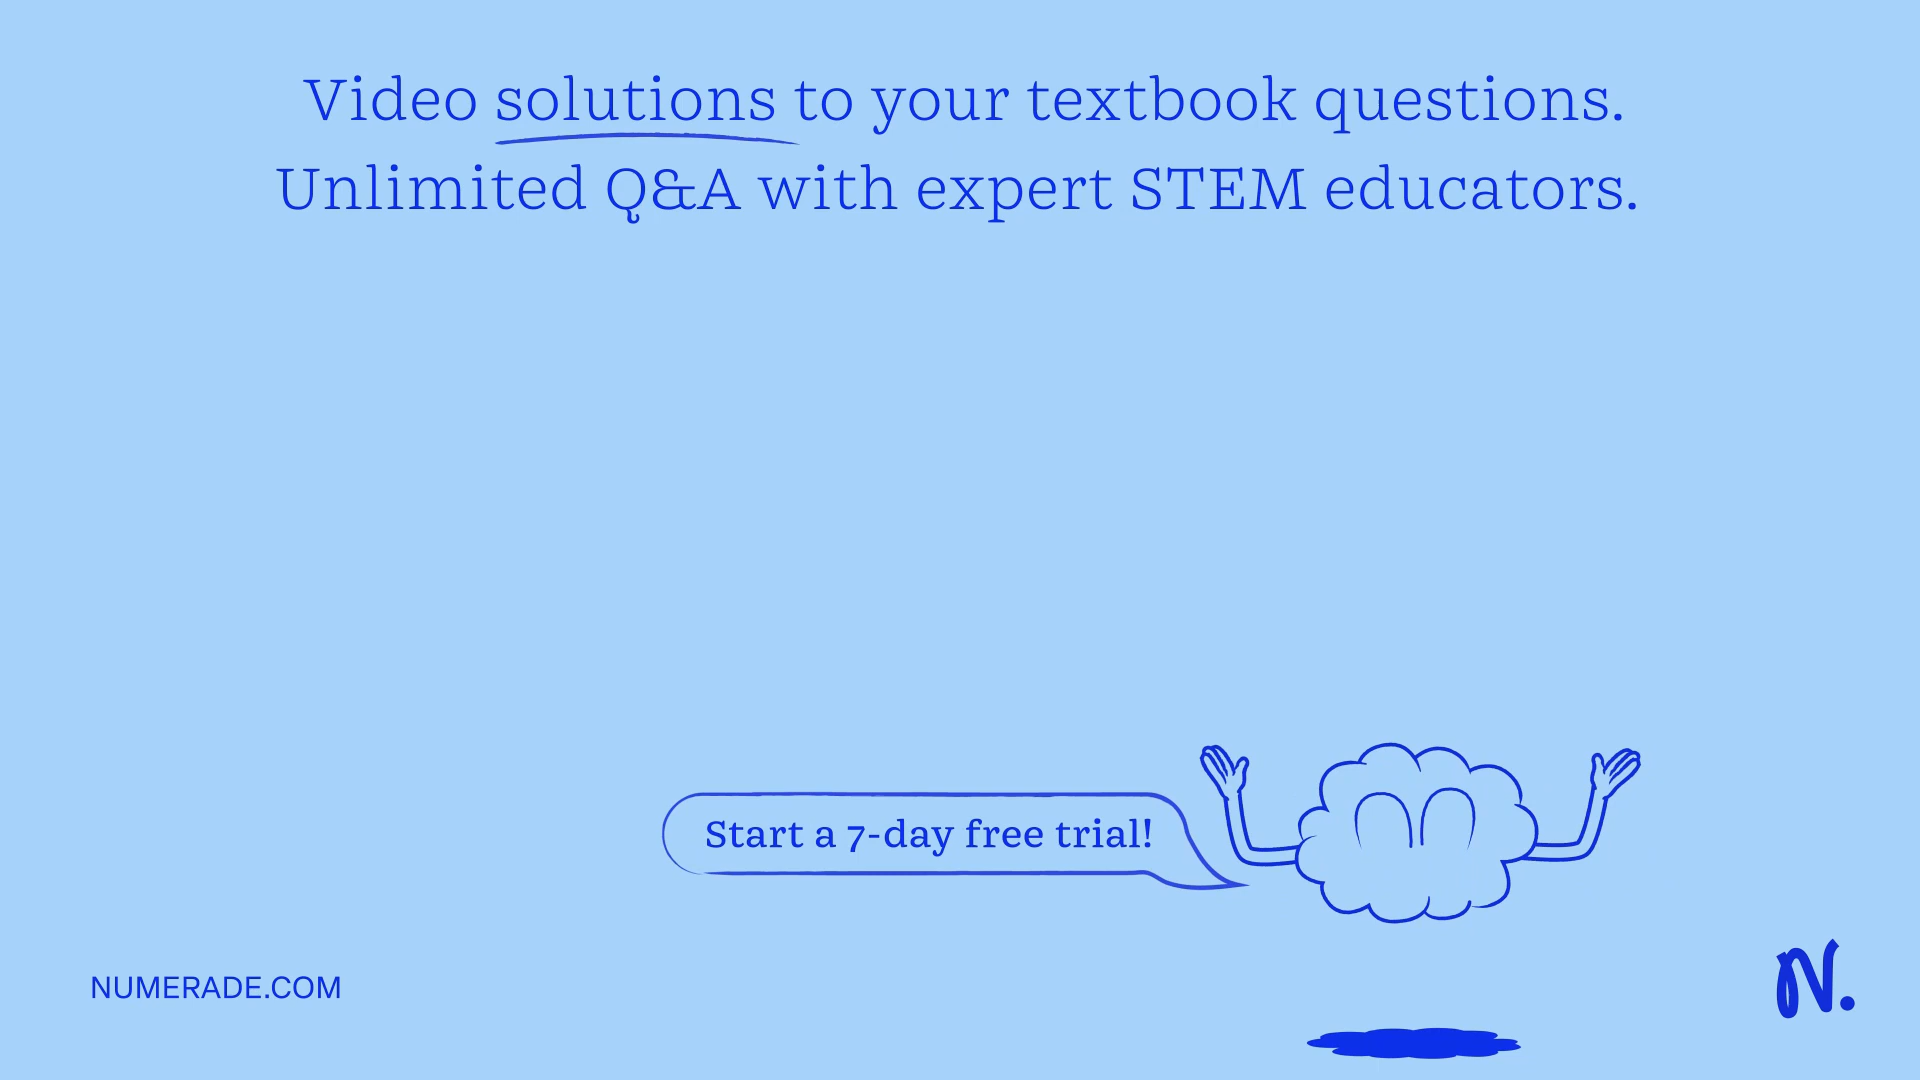 Video solutions to your textbook questions.
Unlimited Q&A with expert STEM educators.
Start a 7-day free trial!
NUMERADE.COM
N.